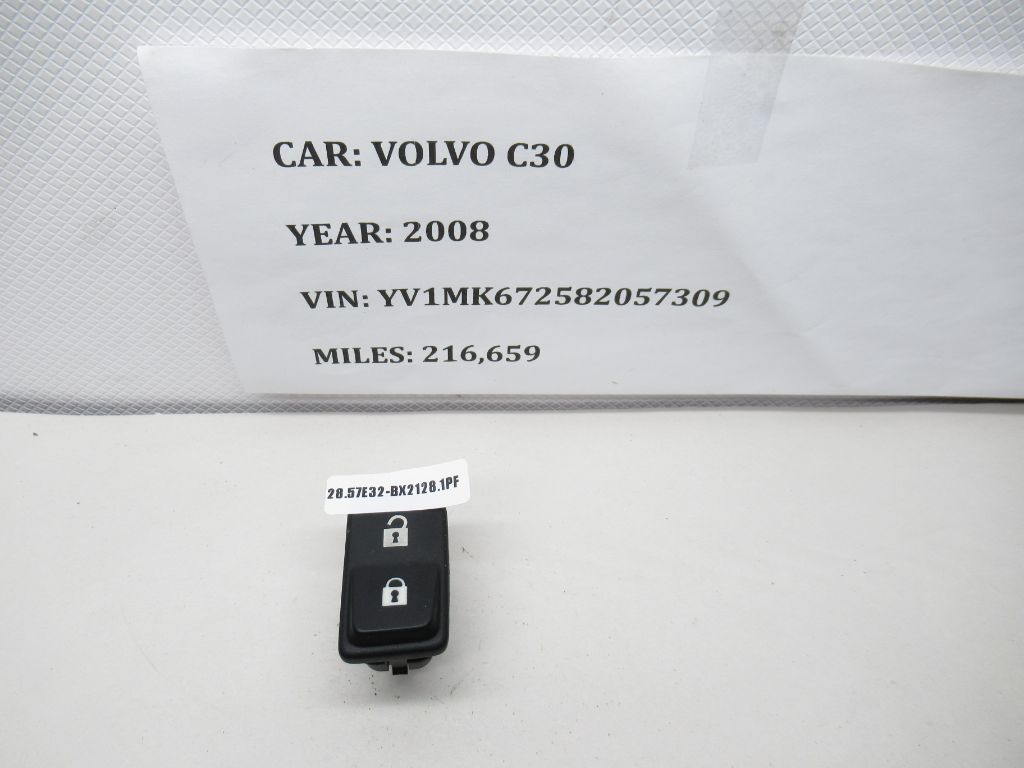 CAR: VOLVO C30
YEAR: 2008
VIN: YV1MK672582057309
MILES: 216,659
28.57E32-BX2128.1PF